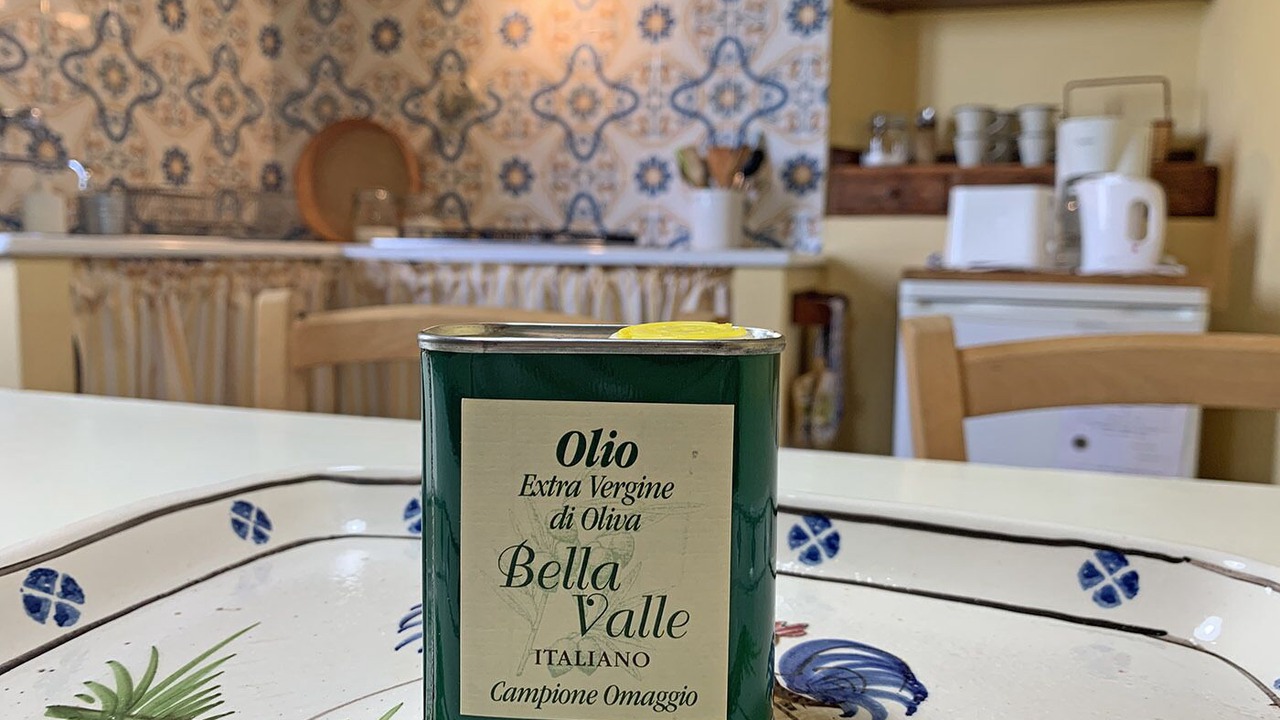 Olio
Extra Vergine
di Oliva
Bella
Valle
ITALIANO
Campione Omaggio